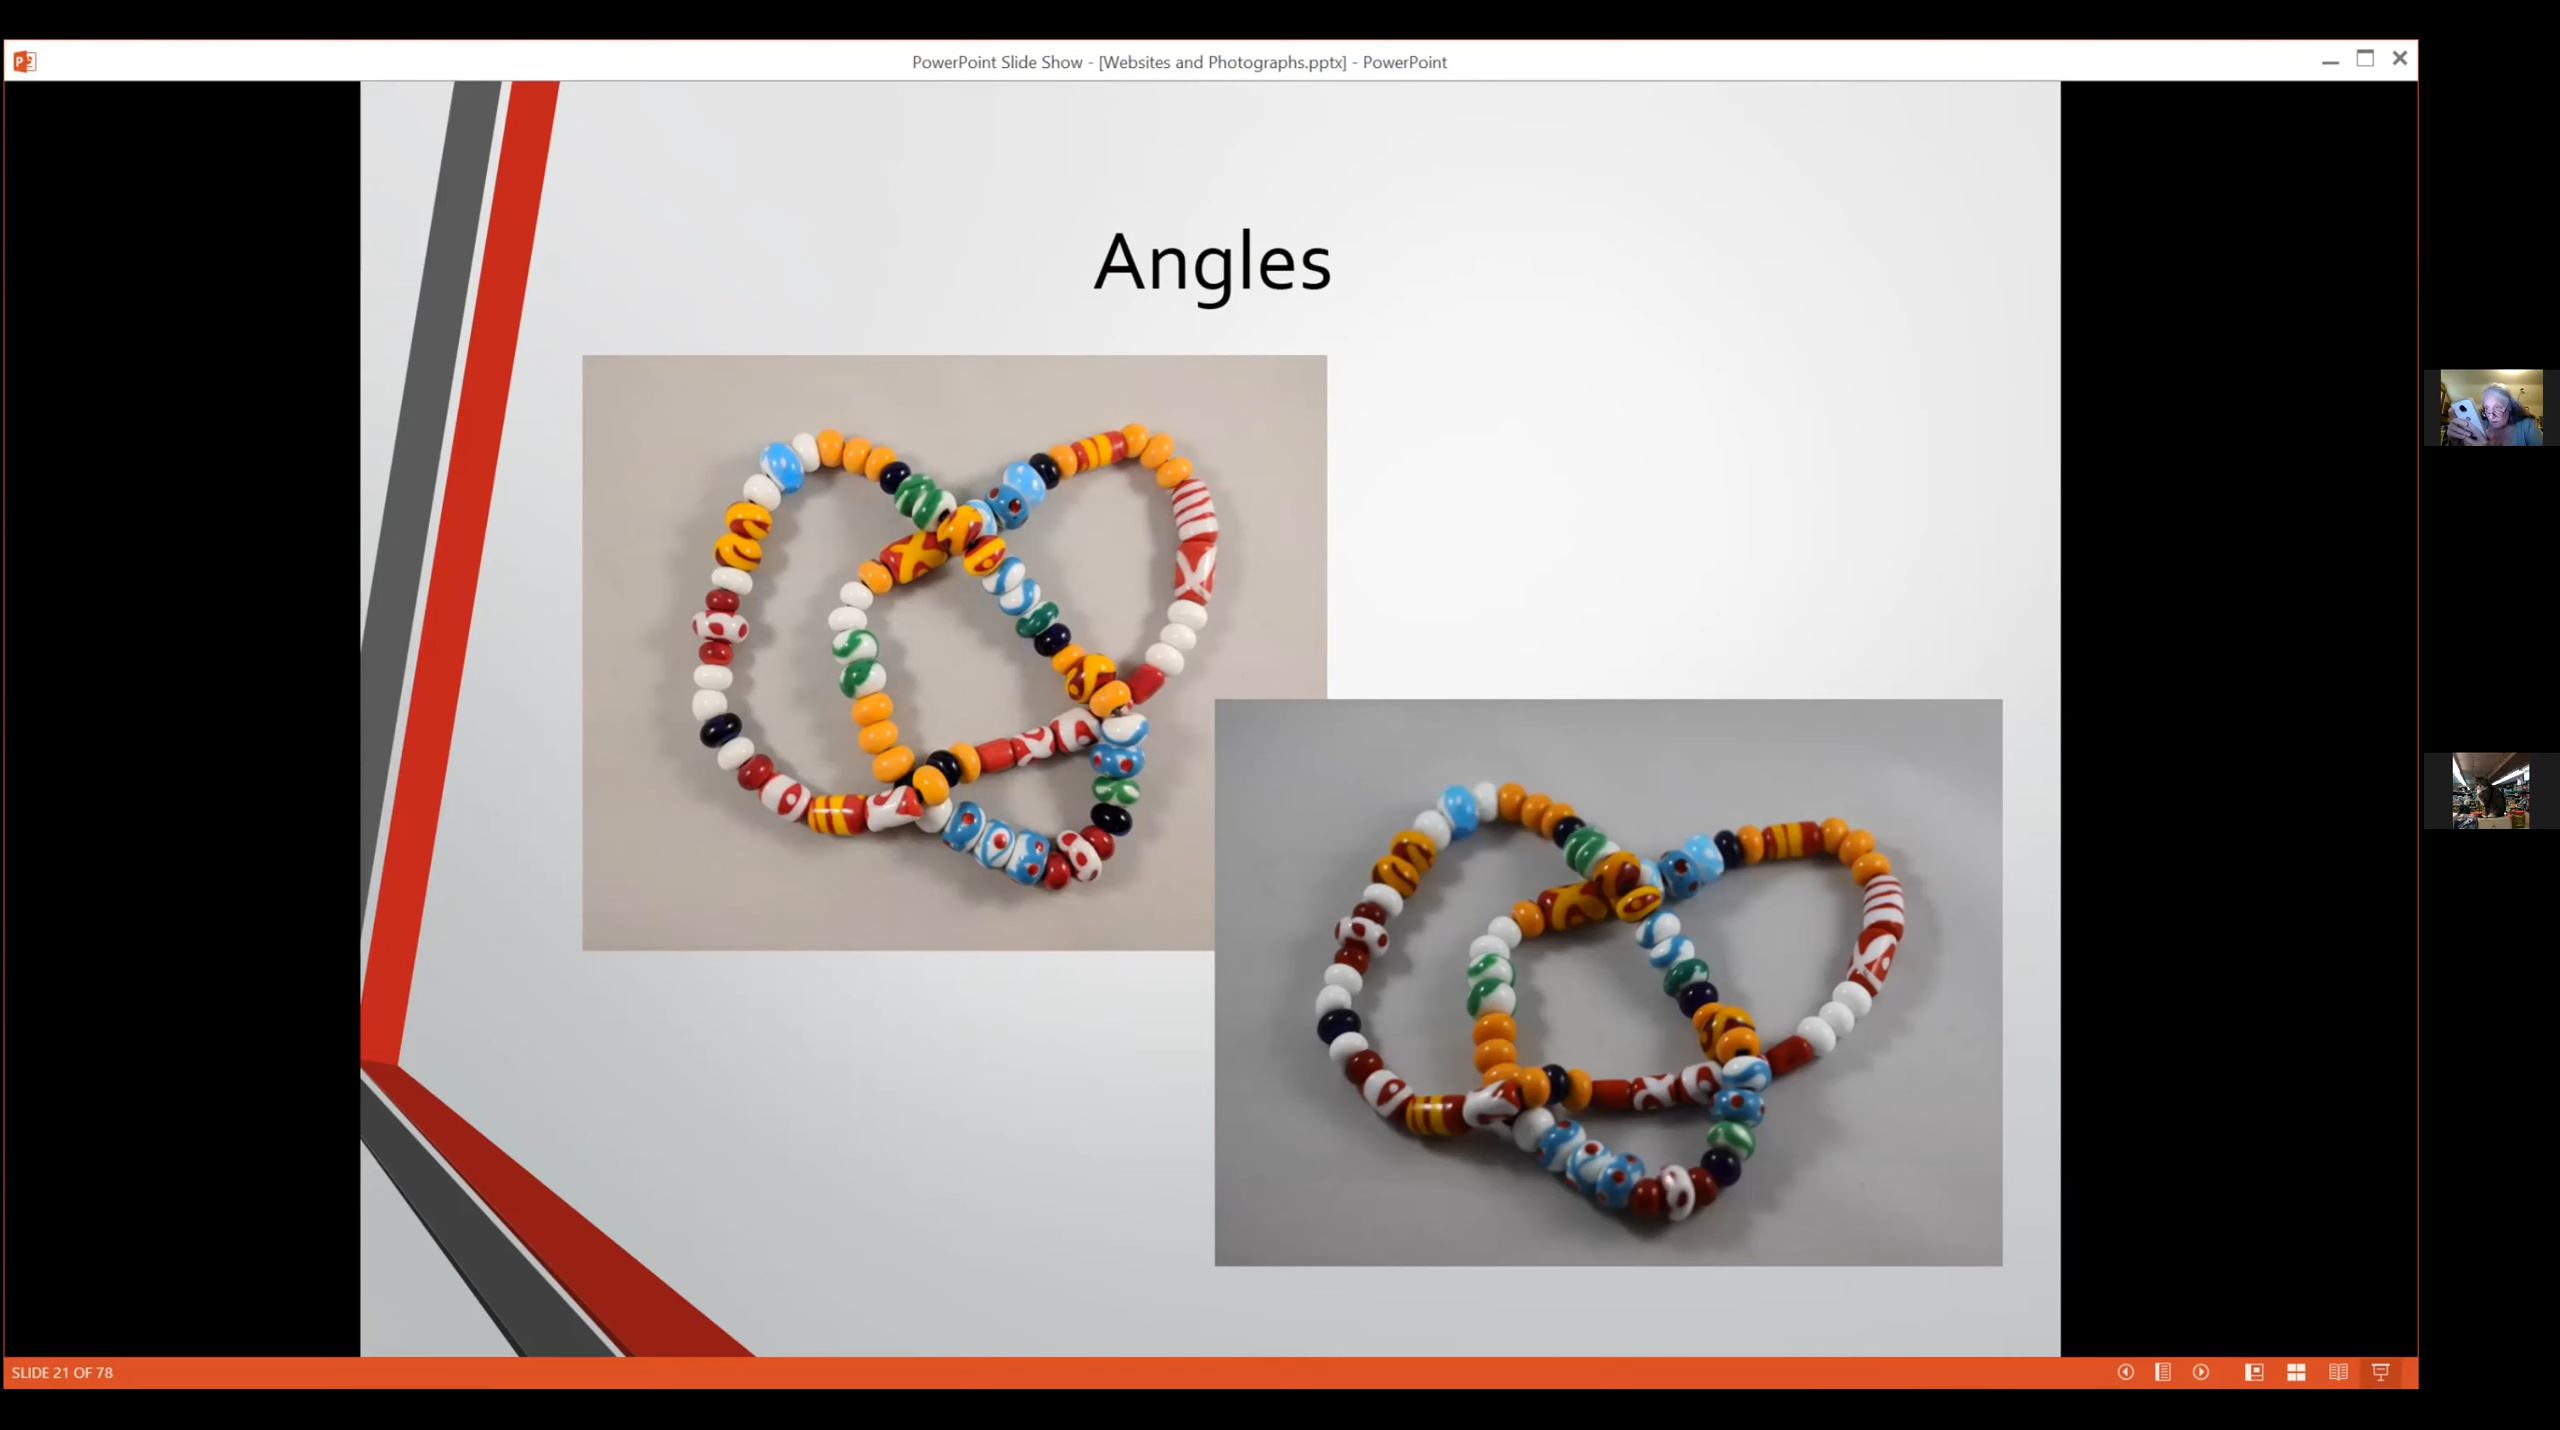 PowerPoint Slide Show - [Websites and Photographs.pptx] - PowerPoint
Angles
SLIDE 21 OF 78